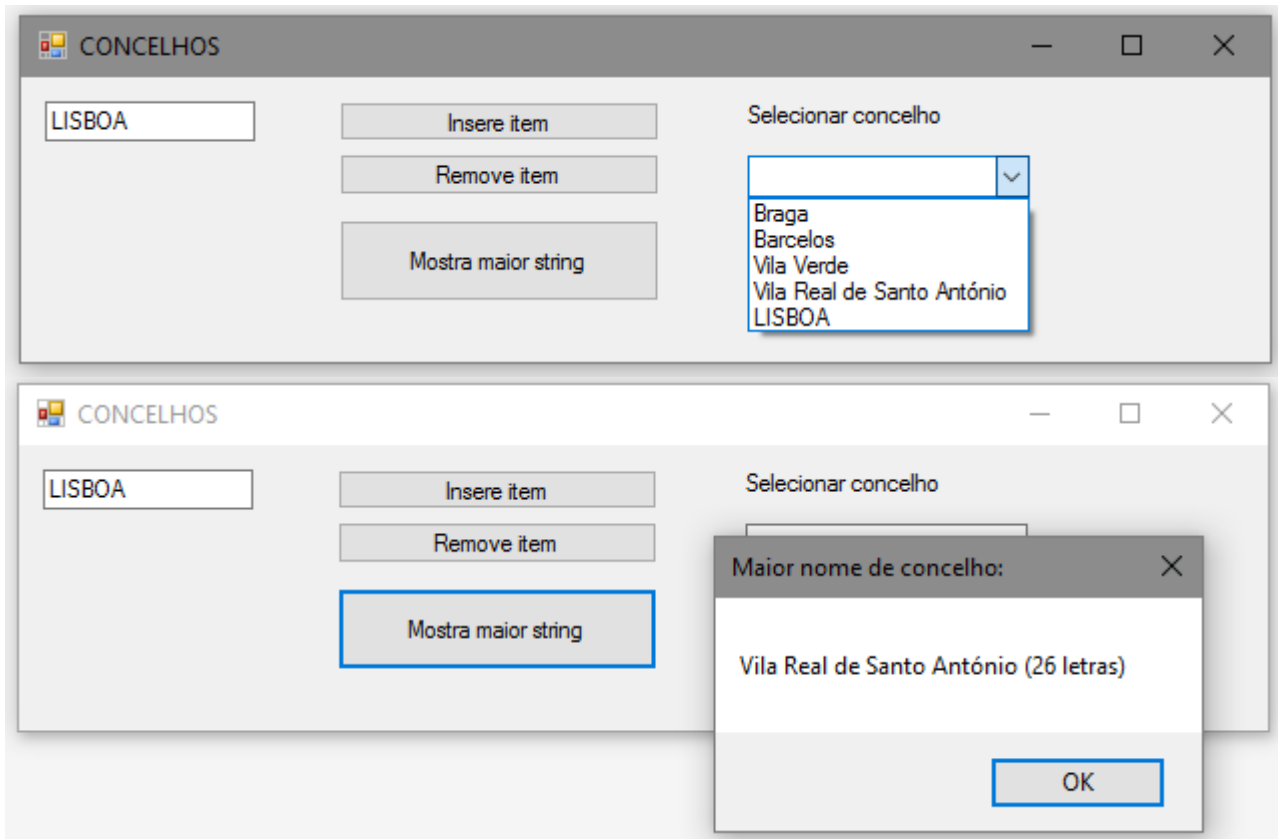 CONCELHOS
LISBOA
Insere item
Selecionar concelho
Remove item
Mostra maior string
Braga
Barcelos
Vila Verde
Vila Real de Santo António
LISBOA
CONCELHOS
LISBOA
Insere item
Selecionar concelho
Remove item
Mostra maior string
Maior nome de concelho:
Vila Real de Santo António (26 letras)
OK